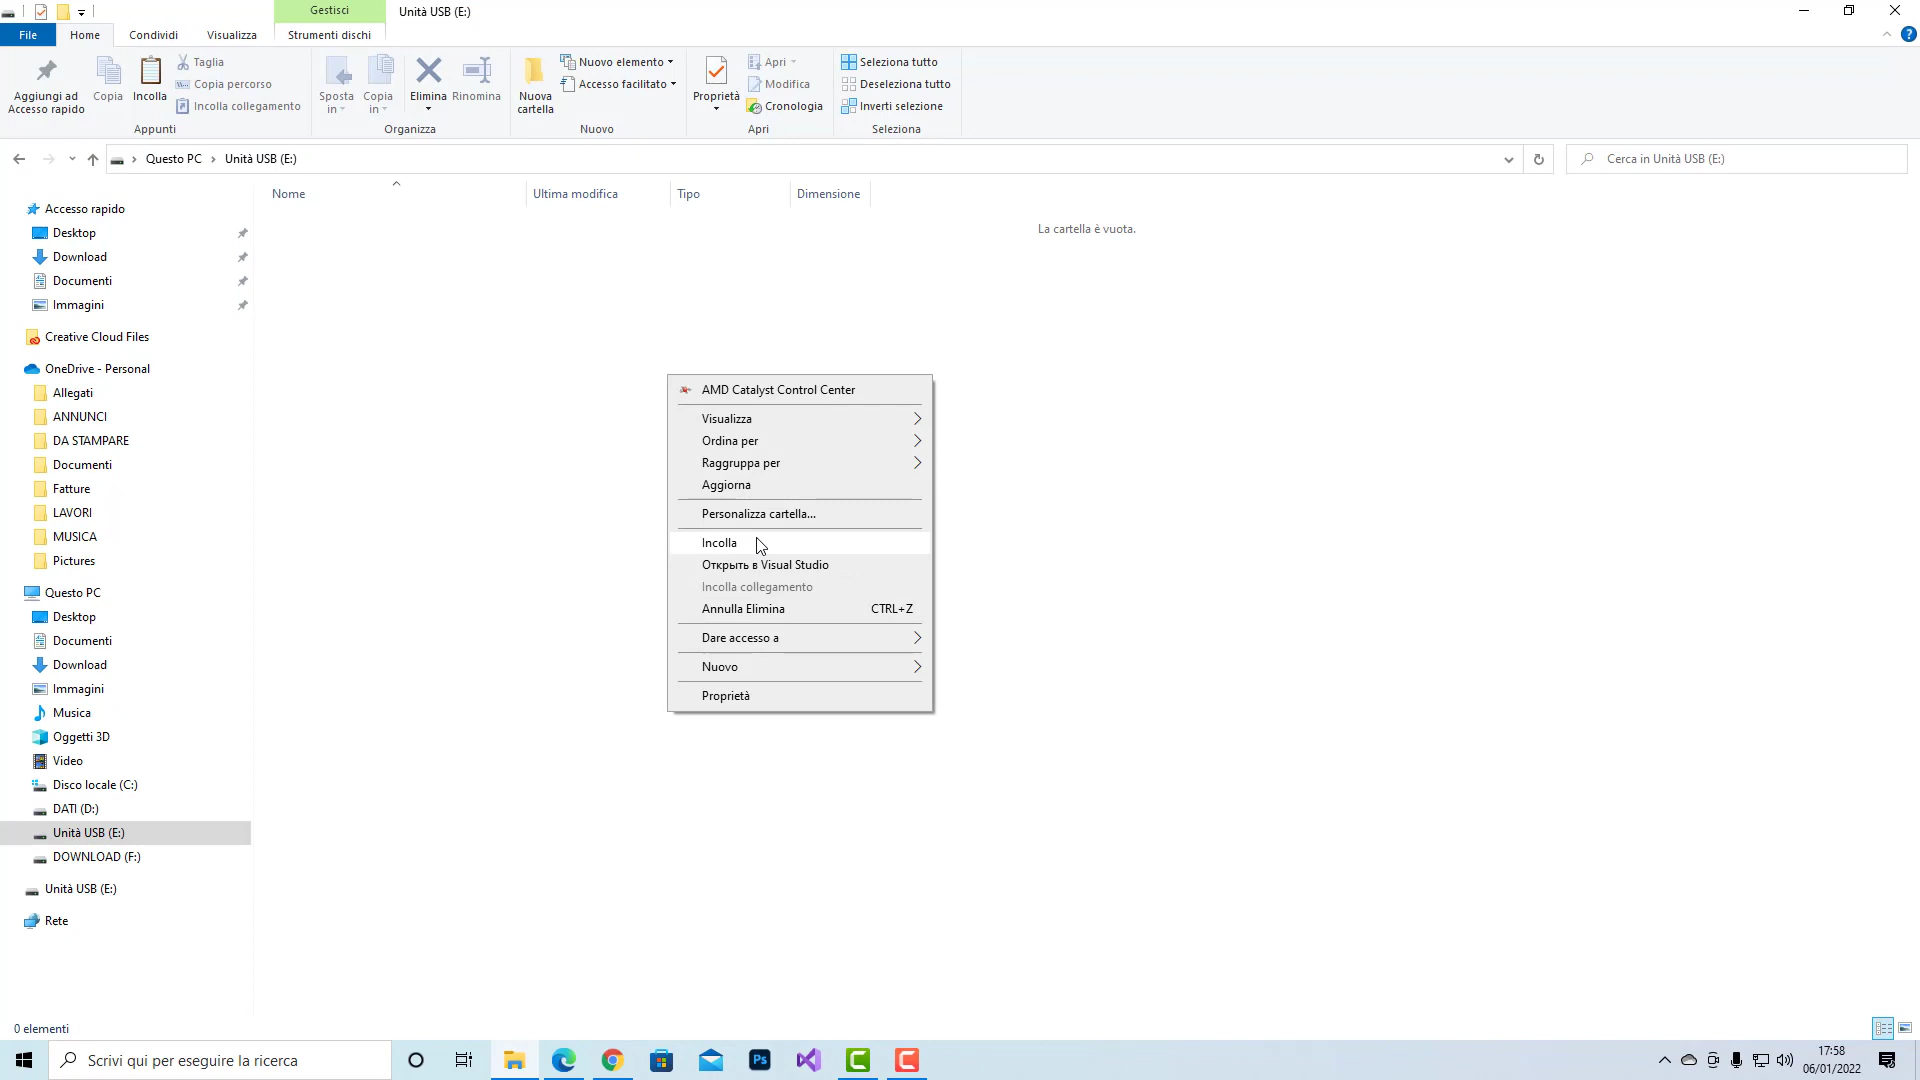 Gestisci
Unità USB (E:)
File
Home
Condividi
Visualizza
Strumenti dischi
Aggiungi ad
Accesso rapido
Copia
Incolla
Taglia
Copia percorso
Incolla collegamento
Appunti
Sposta
in
Copia
in
Elimina
Rinomina
Organizza
Nuova
cartella
Nuovo elemento
Accesso facilitato
Nuovo
Proprietà
Apri
Modifica
Cronologia
Apri
Seleziona tutto
Deseleziona tutto
Inverti selezione
Seleziona
Questo PC
Unità USB (E:)
Cerca in Unità USB (E:)
Nome
Ultima modifica
Tipo
Dimensione
La cartella è vuota.
Accesso rapido
Desktop
Download
Documenti
Immagini
Creative Cloud Files
OneDrive - Personal
Allegati
ANNUNCI
DA STAMPARE
Documenti
Fatture
LAVORI
MUSICA
Pictures
Questo PC
Desktop
Documenti
Download
Immagini
Musica
Oggetti 3D
Video
Disco locale (C:)
DATI (D:)
Unità USB (E:)
DOWNLOAD (F:)
Unità USB (E:)
Rete
AMD Catalyst Control Center
Visualizza
Ordina per
Raggruppa per
Aggiorna
Personalizza cartella...
Incolla
Открыть в Visual Studio
Incolla collegamento
Annulla Elimina CTRL+Z
Dare accesso a
Nuovo
Proprietà
0 elementi
Scrivi qui per eseguire la ricerca
Ps
17:58
06/01/2022